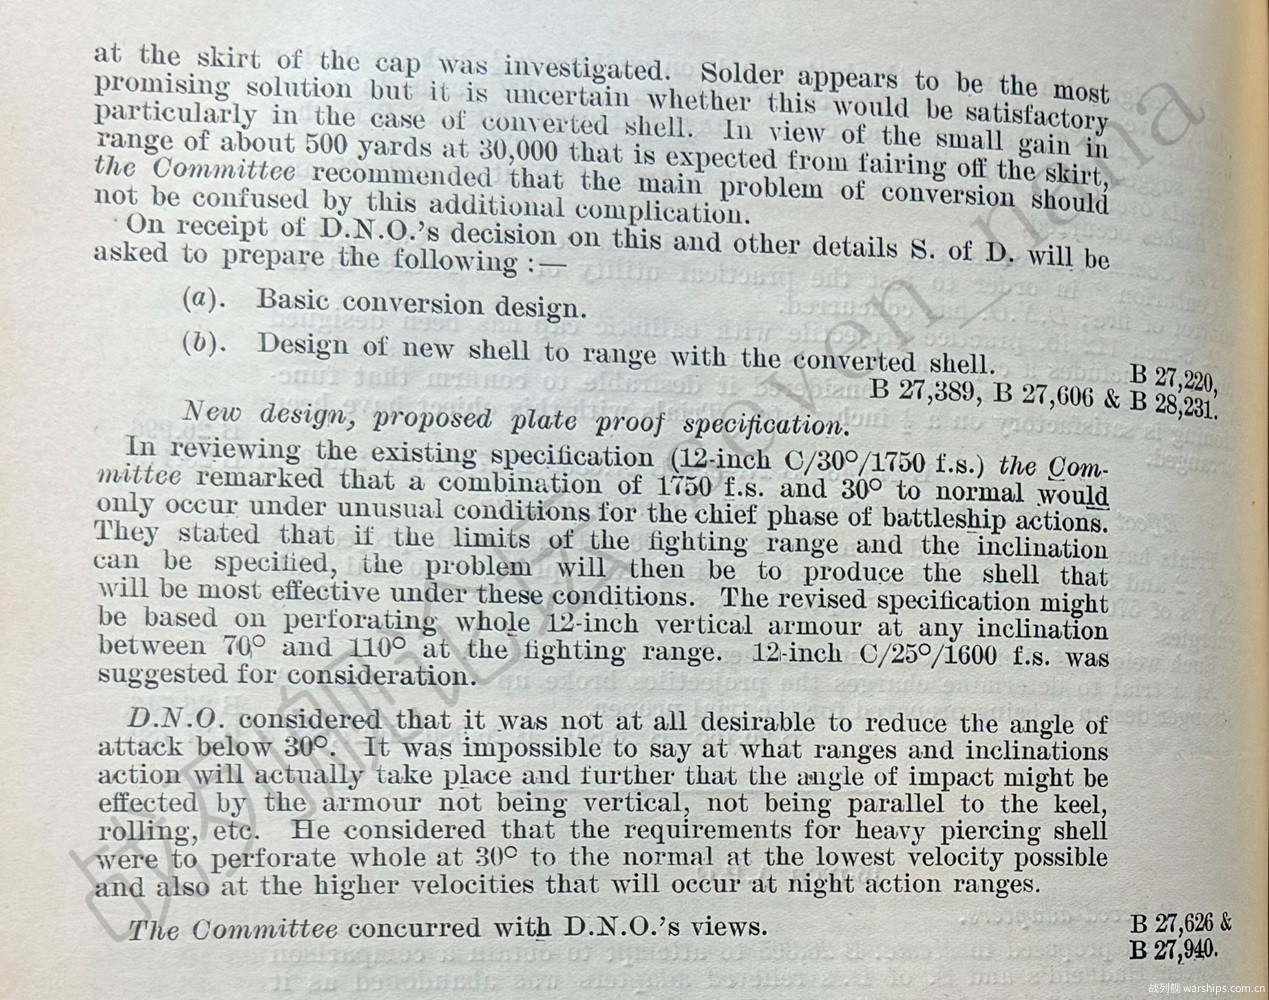 at the skirt of the cap was investigated. Solder appears to be the most
promising solution but it is uncertain whether this would be satisfactory
particularly in the case of converted shell. In view of the small gain in
range of about 500 yards at 30,000 that is expected from fairing off the skirt,
the Committee recommended that the main problem of conversion should
not be confused by this additional complication.
On receipt of D.N.O.'s decision on this and other details S. of D. will be
asked to prepare the following :—
(a). Basic conversion design.
(b). Design of new shell to range with the converted shell.
B 27,220,
B 27,389, B 27,606 & B 28,231.
New design, proposed plate proof specification.
In reviewing the existing specification (12-inch C/30°/1750 f.s.) the Com-
mittee remarked that a combination of 1750 f.s. and 30° to normal would
only occur under unusual conditions for the chief phase of battleship actions.
They stated that if the limits of the fighting range and the inclination
can be specified, the problem will then be to produce the shell that
will be most effective under these conditions. The revised specification might
be based on perforating whole 12-inch vertical armour at any inclination
between 70° and 110° at the fighting range. 12-inch C/25°/1600 f.s. was
suggested for consideration.
D.N.O. considered that it was not at all desirable to reduce the angle of
attack below 30°. It was impossible to say at what ranges and inclinations
action will actually take place and further that the angle of impact might be
effected by the armour not being vertical, not being parallel to the keel,
rolling, etc. He considered that the requirements for heavy piercing shell
were to perforate whole at 30° to the normal at the lowest velocity possible
and also at the higher velocities that will occur at night action ranges.
The Committee concurred with D.N.O.'s views.
B 27,626 &
B 27,940.
战列舰 warships.com.cn